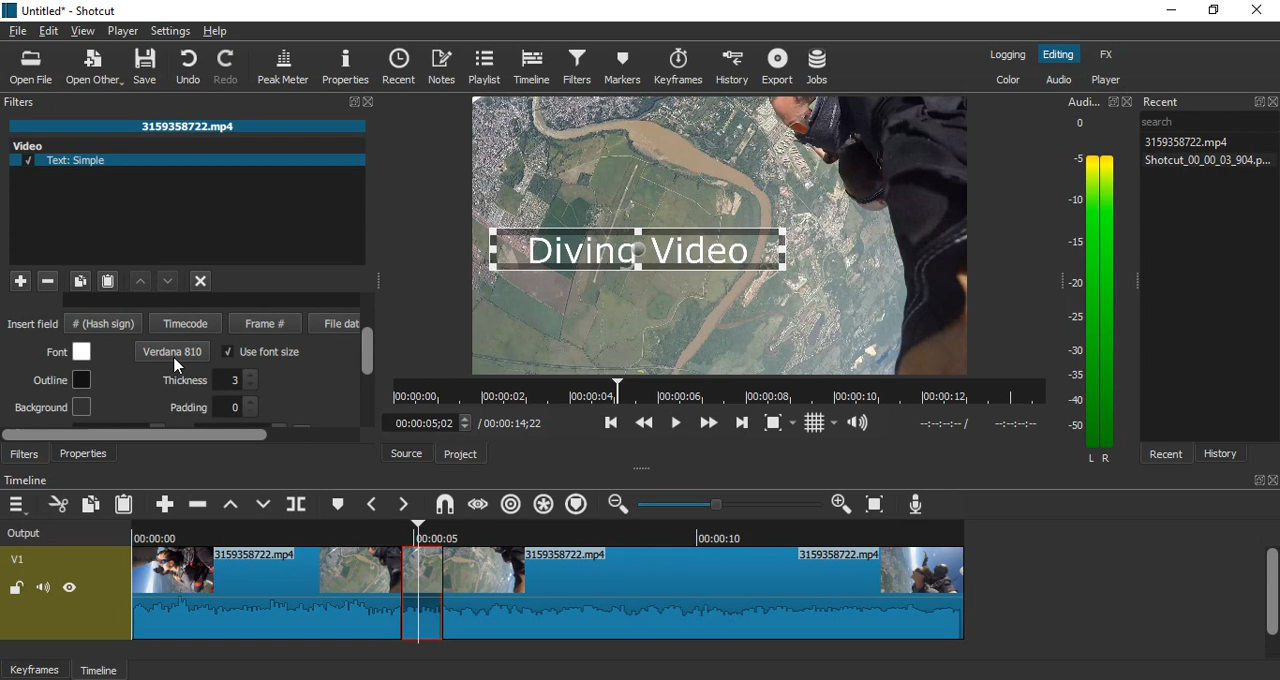 Untitled* - Shotcut
File Edit View Player Settings Help
Open File Open Other.. Save Undo Redo Peak Meter Properties Recent Notes Playlist Timeline Filters Markers Keyframes History Export Jobs
Logging Editing FX
Color Audio Player
Filters
3159358722.mp4
Video
✓ Text: Simple
Insert field # (Hash sign) Timecode Frame # File dat
Font Verdana 810 ✓ Use font size
Outline Thickness 3
Background Padding 0
Filters Properties
Diving Video
00:00:00 00:00:02 00:00:04 00:00:06 00:00:08 00:00:10 00:00:12
00:00:05;02 / 00:00:14;22
--:--:--:-- / --:--:--:--
Source Project
Audi...
0
-5
-10
-15
-20
-25
-30
-35
-40
-50
L R
Recent
search
3159358722.mp4
Shotcut_00_00_03_904.p...
Recent History
Timeline
Output
00:00:00 00:00:05 00:00:10
V1
3159358722.mp4 3159358722.mp4 3159358722.mp4
Keyframes Timeline